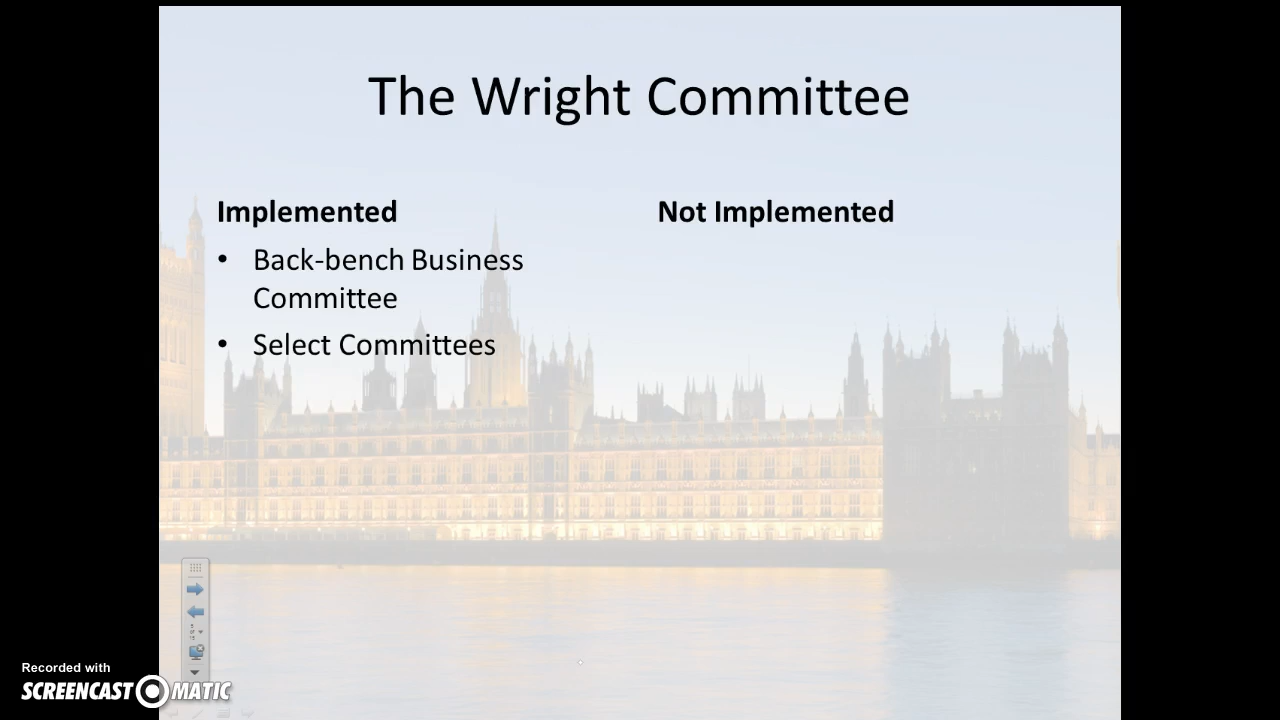 The Wright Committee
Implemented
• Back-bench Business
Committee
• Select Committees
Not Implemented
Recorded with
SCREENCAST MATIC